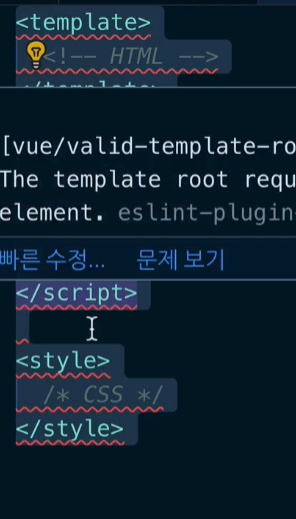 <template>
<!-- HTML -->
</template>
[vue/valid-template-ro
The template root requ
element. eslint-plugin
빠른 수정... 문제 보기
</script>
<style>
/* CSS */
</style>